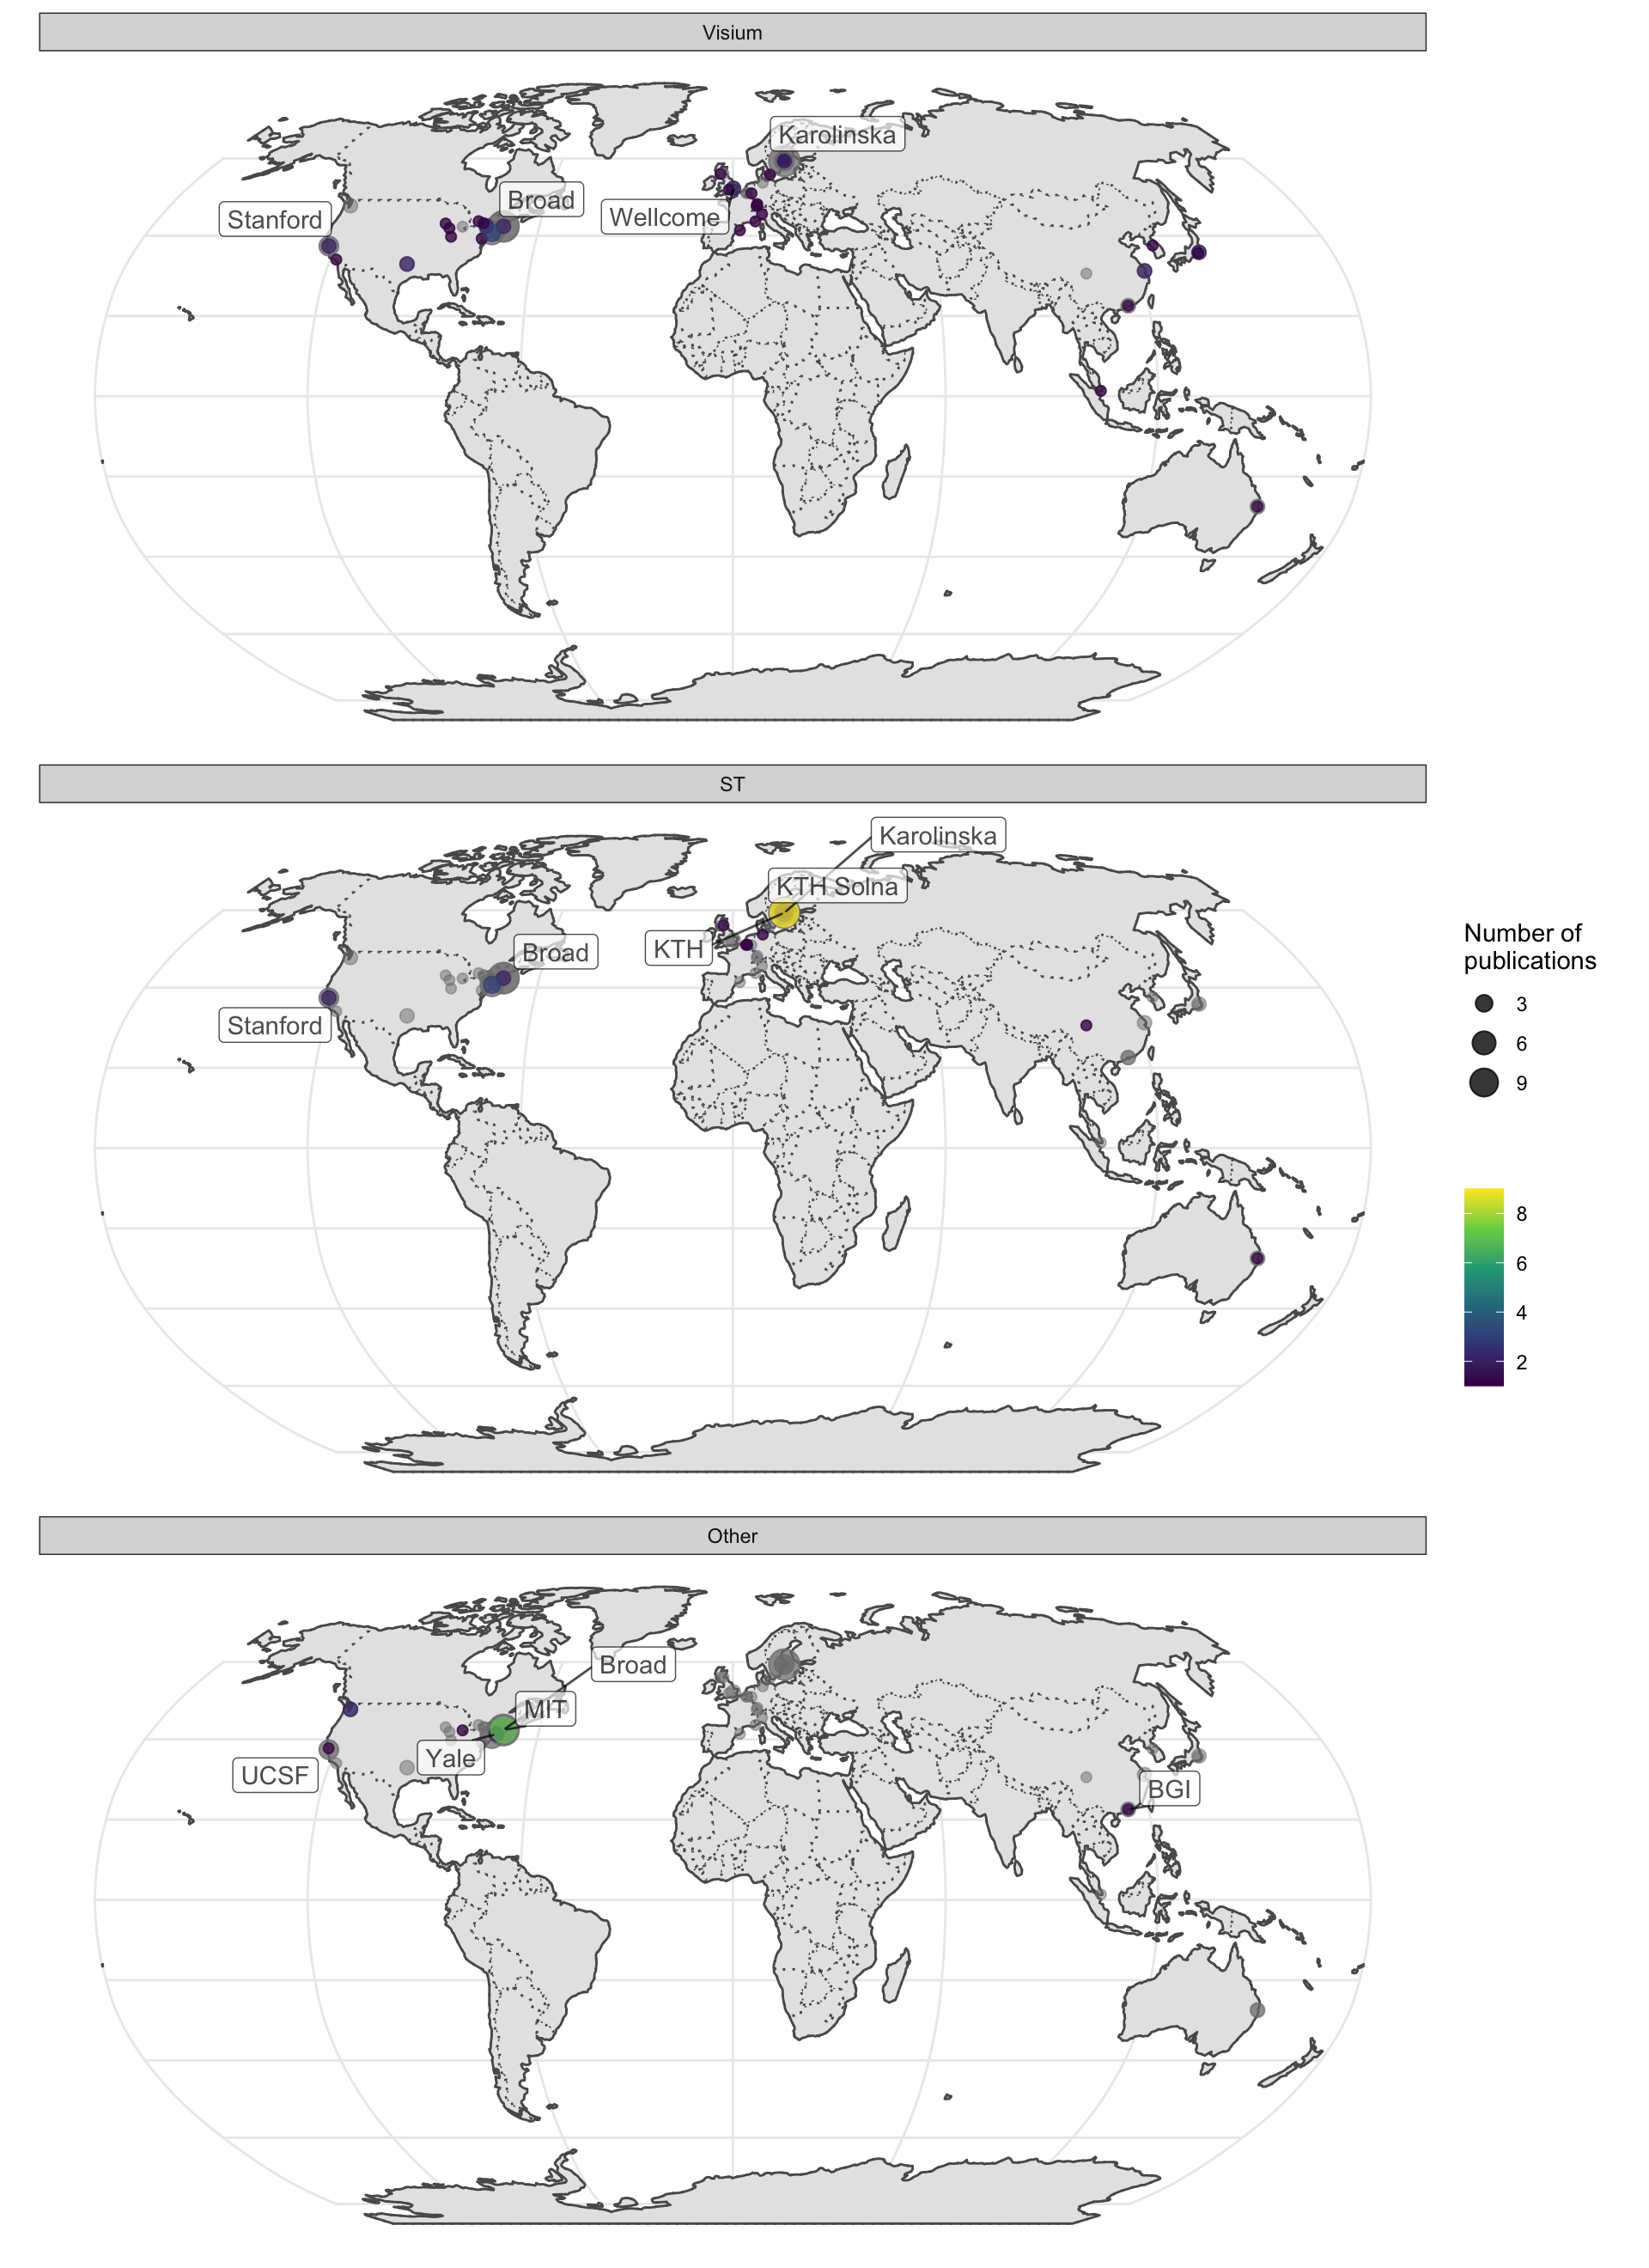 Visium
Karolinska
Broad
Stanford
Wellcome
ST
Karolinska
KTH Solna
KTH
Broad
Stanford
Number of
publications
3
6
9
8
6
4
2
Other
Broad
MIT
Yale
UCSF
BGI